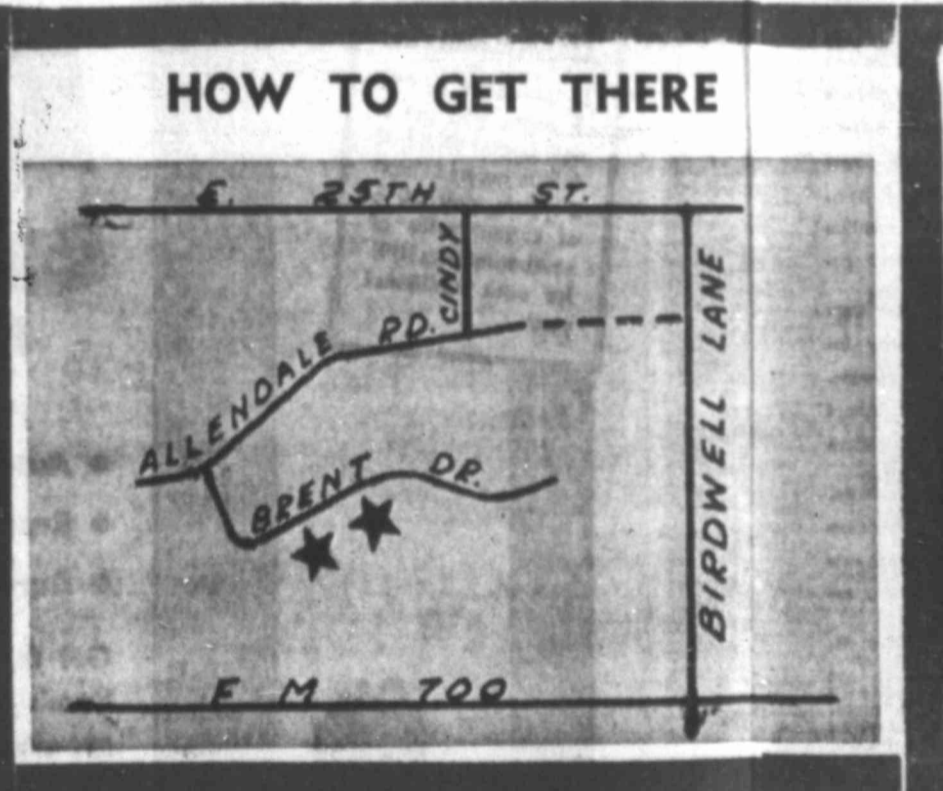 HOW TO GET THERE
E. 25TH ST.
CINDY
ALLENDALE RD.
BIRDWELL LANE
BRENT DR.
F M 700